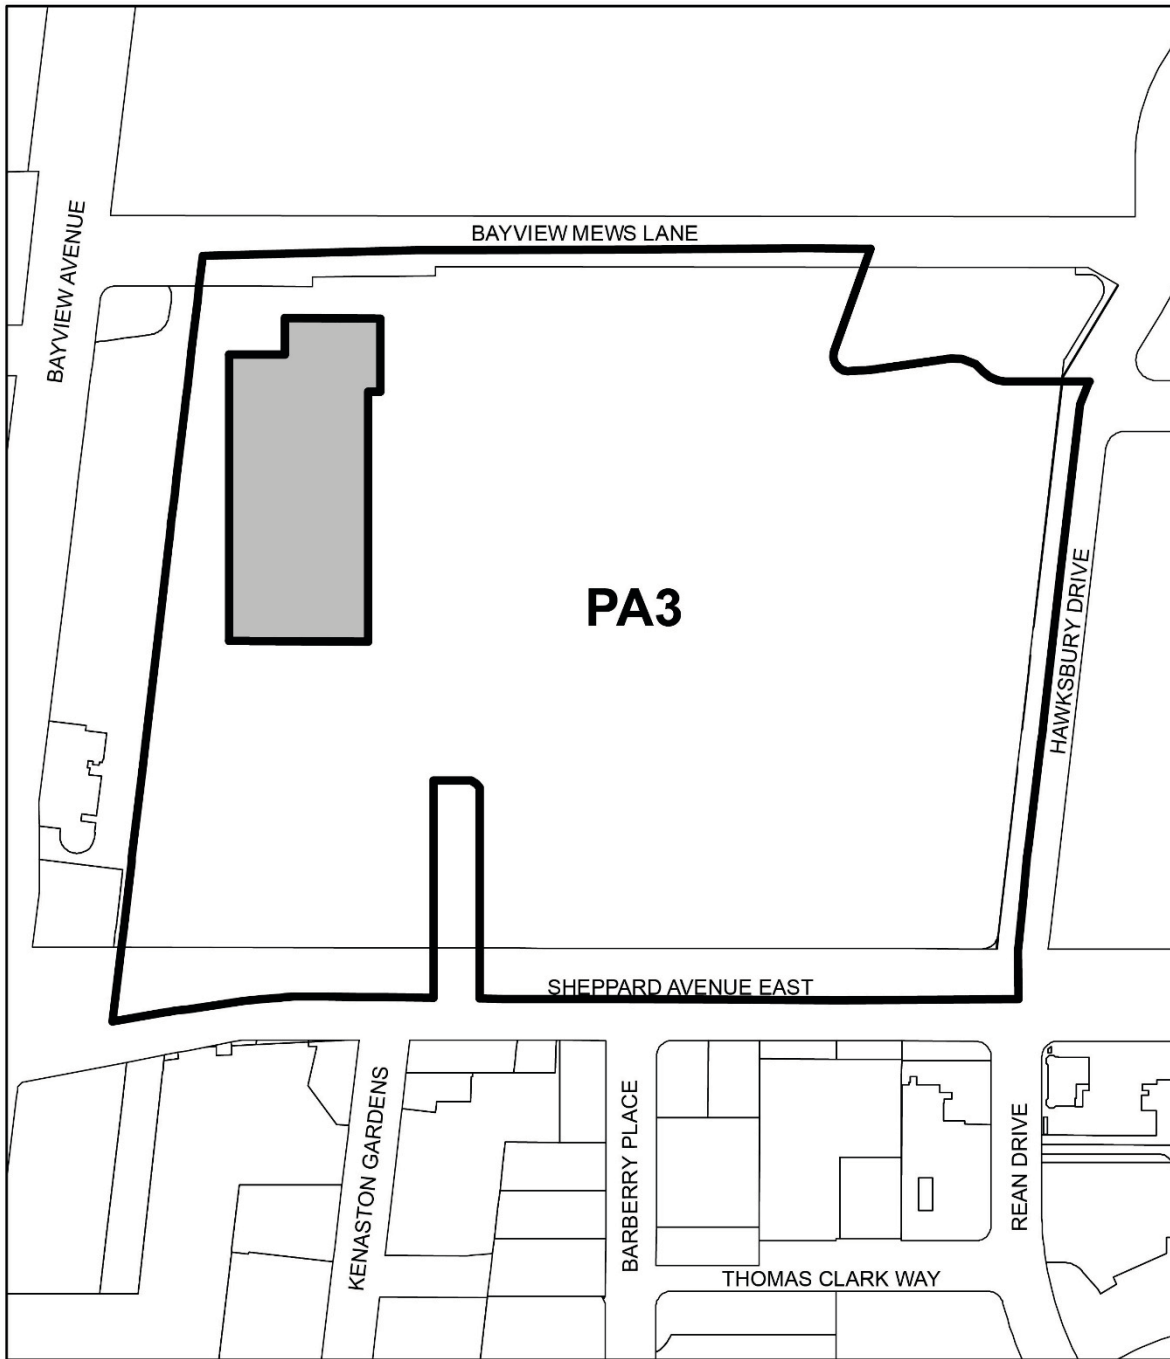 BAYVIEW MEWS LANE
BAYVIEW AVENUE
PA3
HAWKSBURY DRIVE
SHEPPARD AVENUE EAST
KENASTON GARDENS
BARBERRY PLACE
REAN DRIVE
THOMAS CLARK WAY